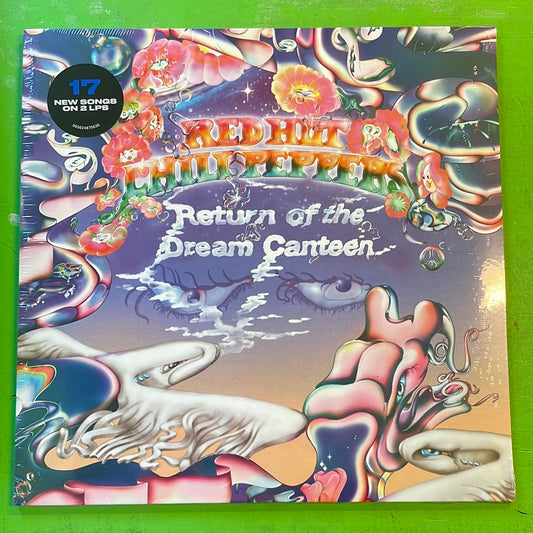 17
NEW SONGS
ON 2 LPS
RED HOT
CHILI PEPPERS
Return of the
Dream Canteen